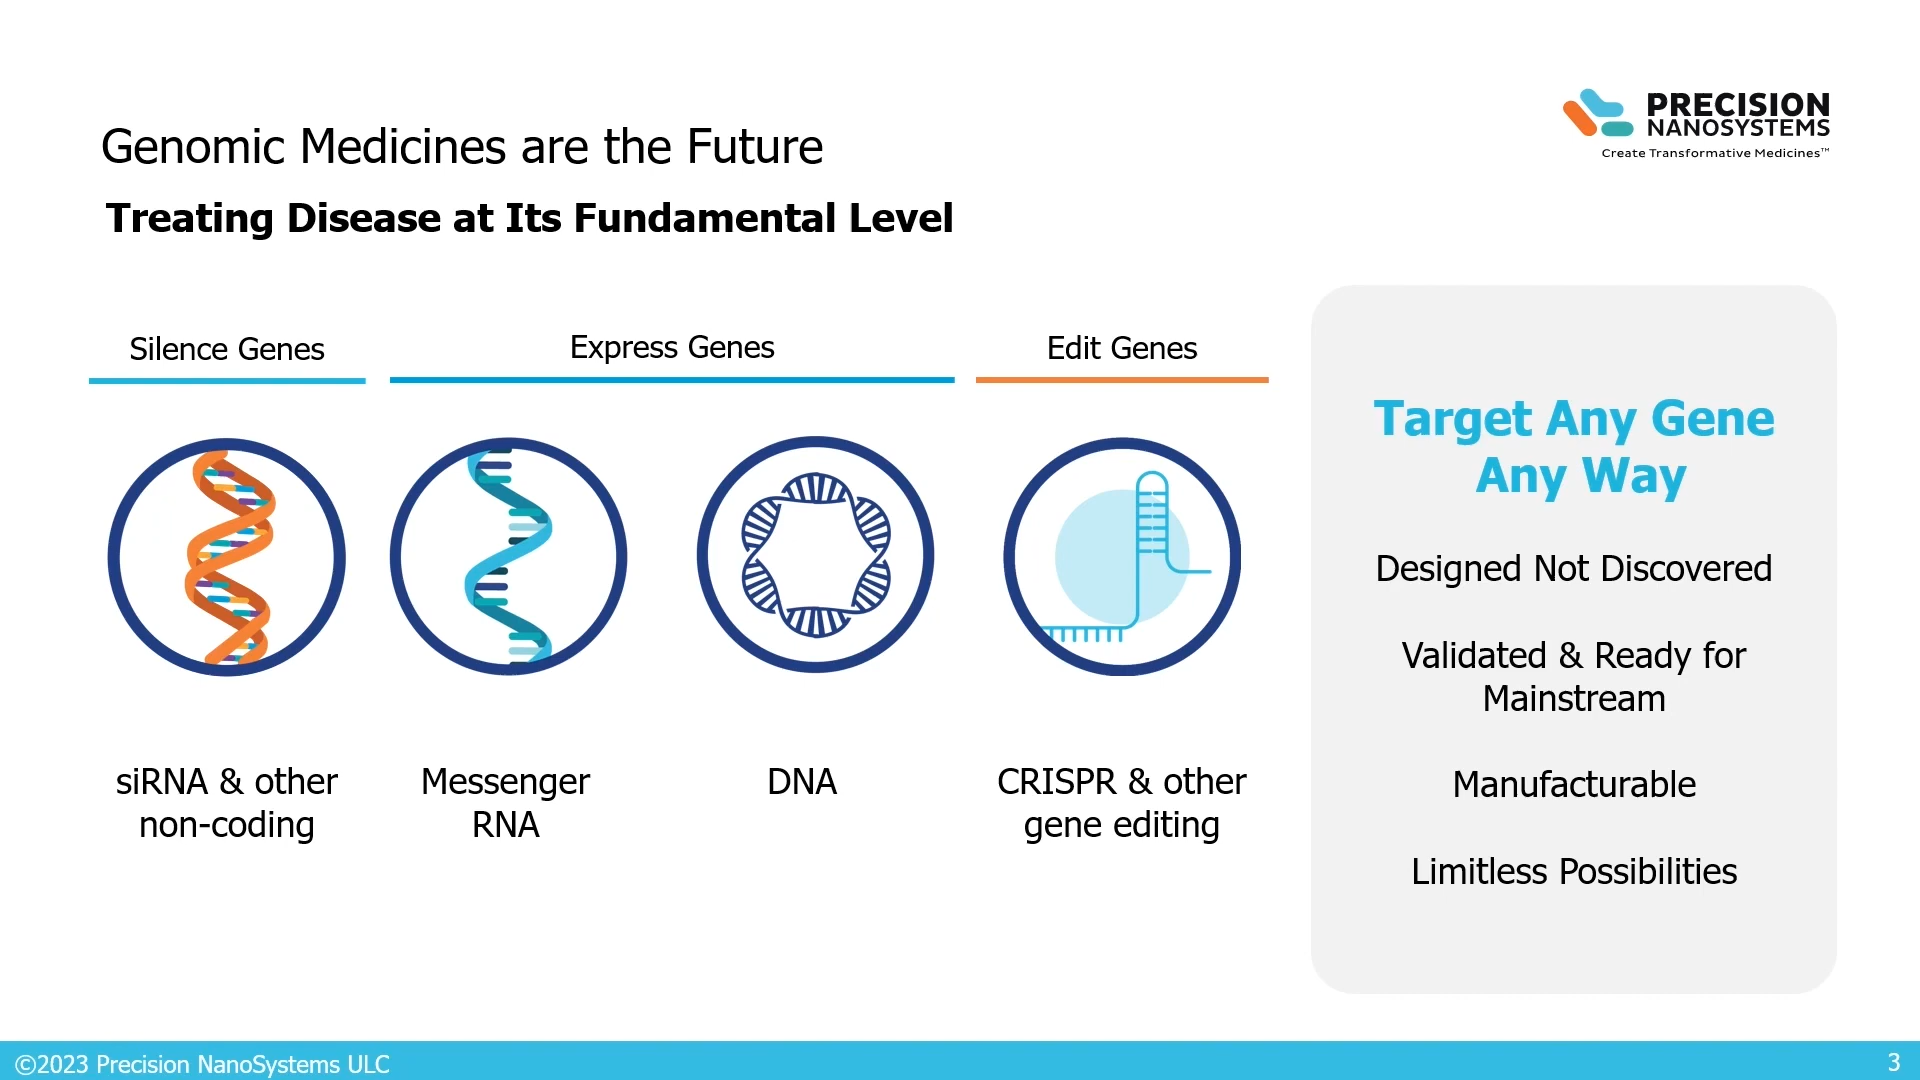 PRECISION
NANOSYSTEMS
Create Transformative Medicines™
Genomic Medicines are the Future
Treating Disease at Its Fundamental Level
Silence Genes
Express Genes
Edit Genes
siRNA & other
non-coding
Messenger
RNA
DNA
CRISPR & other
gene editing
Target Any Gene
Any Way
Designed Not Discovered
Validated & Ready for
Mainstream
Manufacturable
Limitless Possibilities
©2023 Precision NanoSystems ULC
3